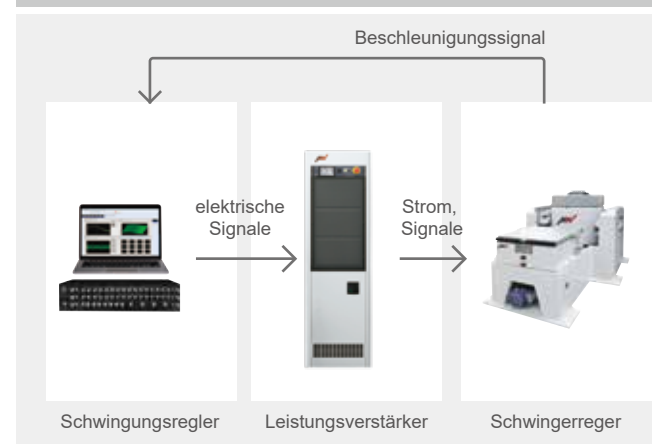 Beschleunigungssignal
elektrische
Signale
Strom,
Signale
Schwingungsregler
Leistungsverstärker
Schwingerreger